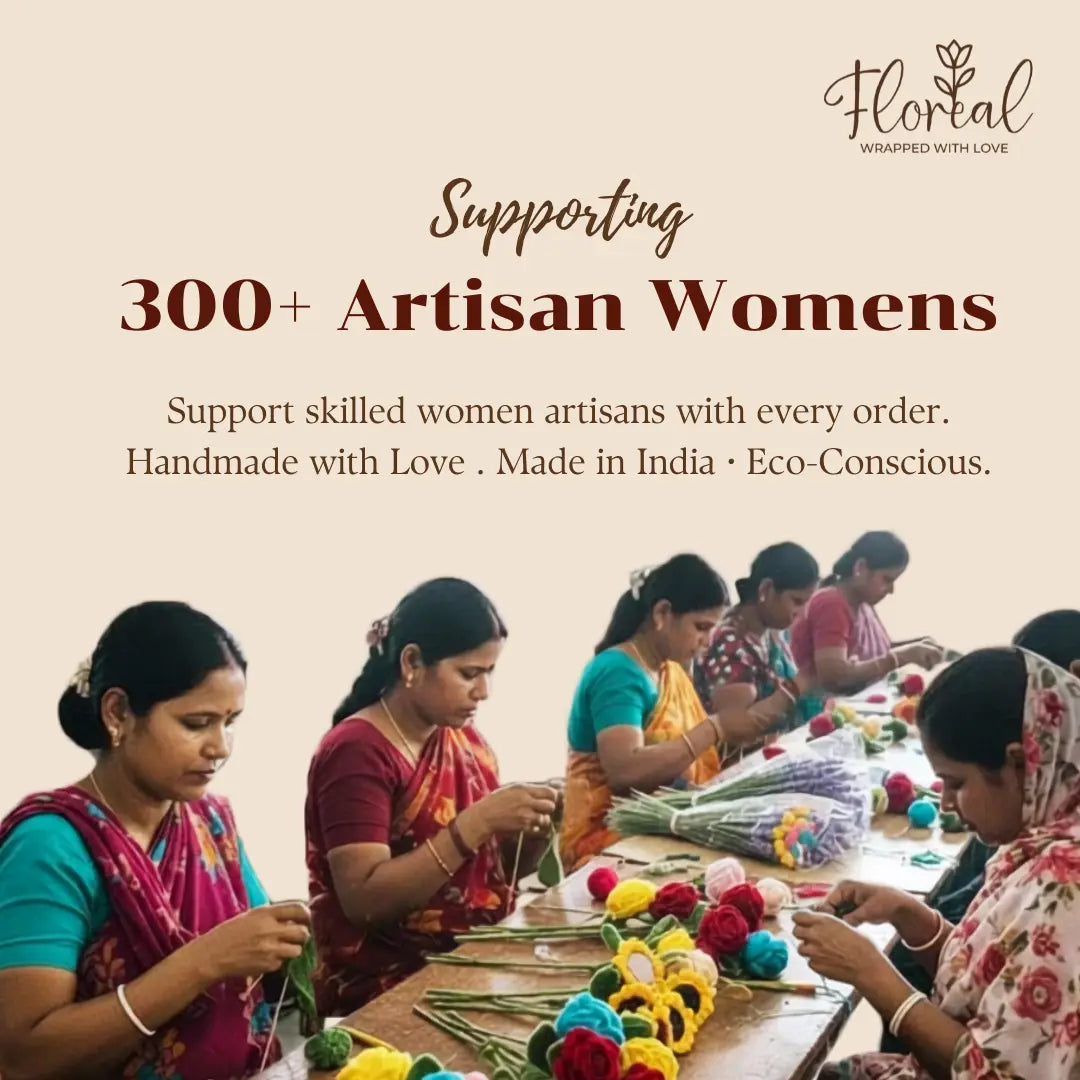 Floreal
WRAPPED WITH LOVE
Supporting
300+ Artisan Womens
Support skilled women artisans with every order.
Handmade with Love . Made in India · Eco-Conscious.